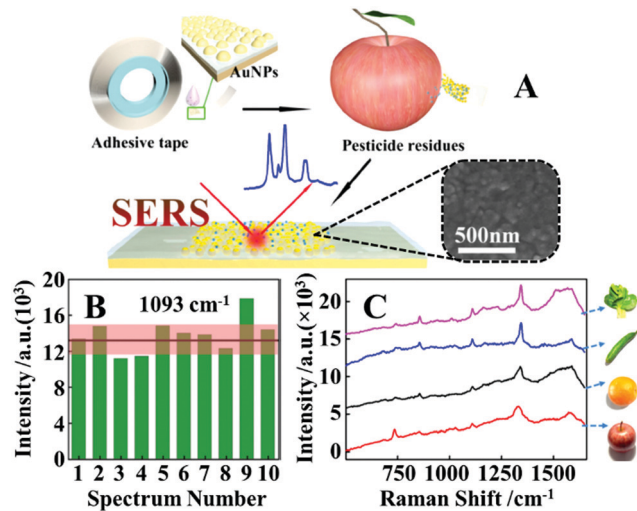 AuNPs
A
Adhesive tape
Pesticide residues
SERS
500nm
B
1093 cm⁻¹
Intensity /a.u.(10³)
20
16
12
8
4
0
1 2 3 4 5 6 7 8 9 10
Spectrum Number
C
Intensity /a.u.(×10³)
20
15
10
5
0
750 1000 1250 1500
Raman Shift /cm⁻¹